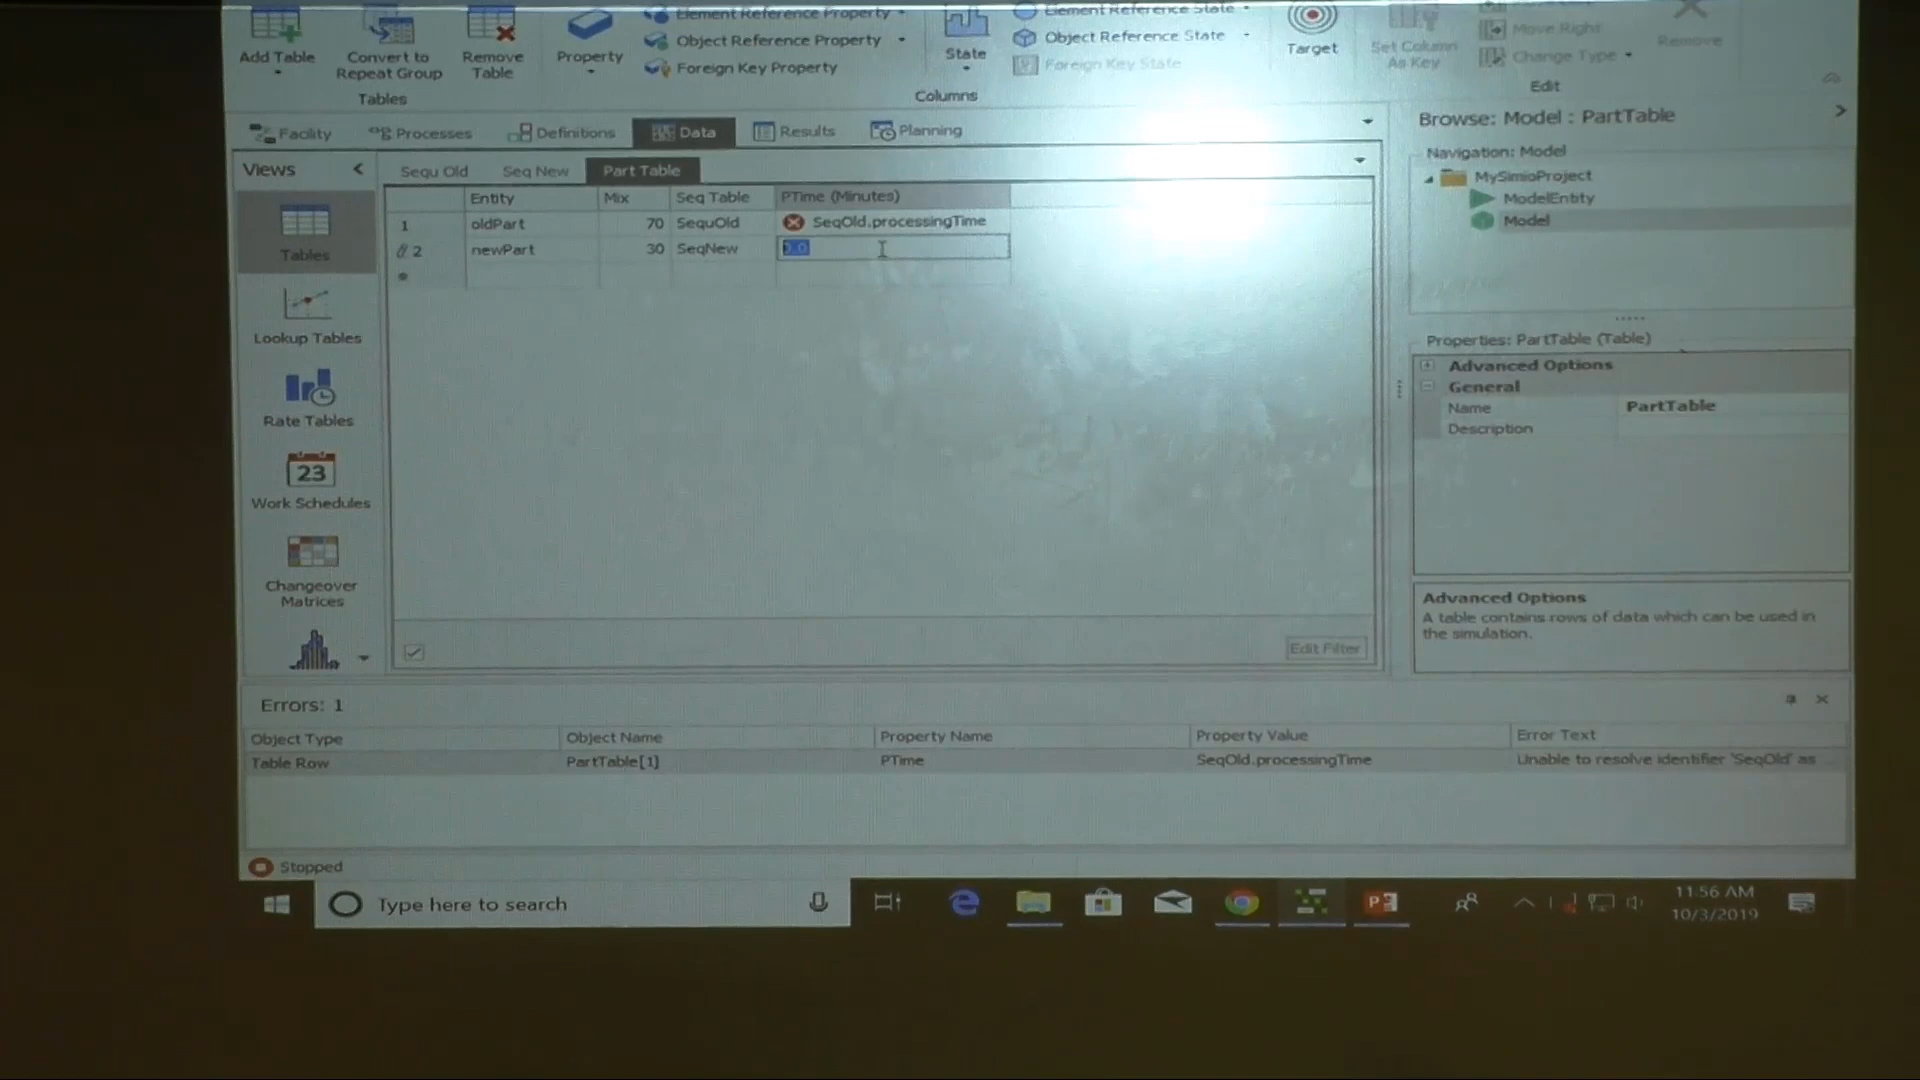 Element Reference Property
Element Reference State
Add Table
Convert to
Repeat Group
Remove
Table
Property
Object Reference Property
Foreign Key Property
State
Object Reference State
Foreign Key State
Target
Set Column
As Key
Move Right
Change Type
Remove
Tables
Columns
Edit
Facility
Processes
Definitions
Data
Results
Planning
Browse: Model : PartTable
Views
Sequ Old
Seq New
Part Table
Navigation: Model
MySimioProject
ModelEntity
Model
Entity Mix Seq Table PTime (Minutes)
1 oldPart 70 SequOld SeqOld.processingTime
2 newPart 30 SeqNew 0.0
Tables
Lookup Tables
Rate Tables
23
Work Schedules
Changeover
Matrices
Properties: PartTable (Table)
Advanced Options
General
Name PartTable
Description
Advanced Options
A table contains rows of data which can be used in
the simulation.
Edit Filter
Errors: 1
Object Type Object Name Property Name Property Value Error Text
Table Row PartTable[1] PTime SeqOld.processingTime Unable to resolve identifier 'SeqOld' as
Stopped
Type here to search
11:56 AM
10/3/2019